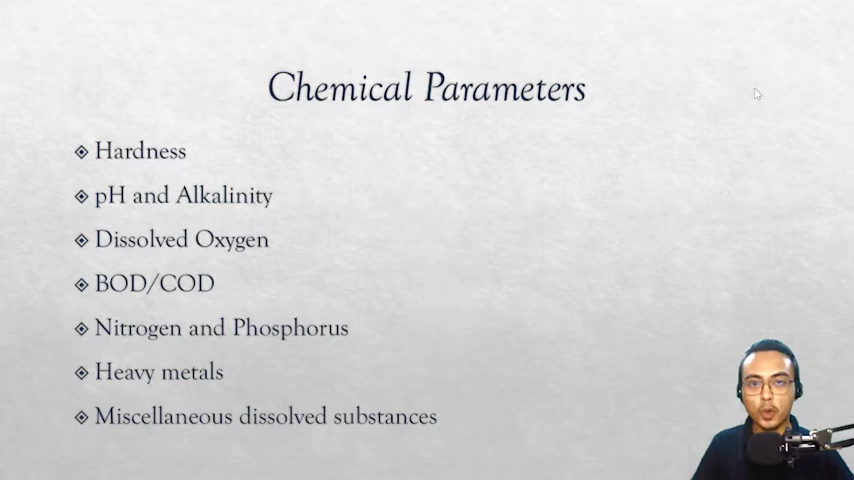 Chemical Parameters
Hardness
pH and Alkalinity
Dissolved Oxygen
BOD/COD
Nitrogen and Phosphorus
Heavy metals
Miscellaneous dissolved substances